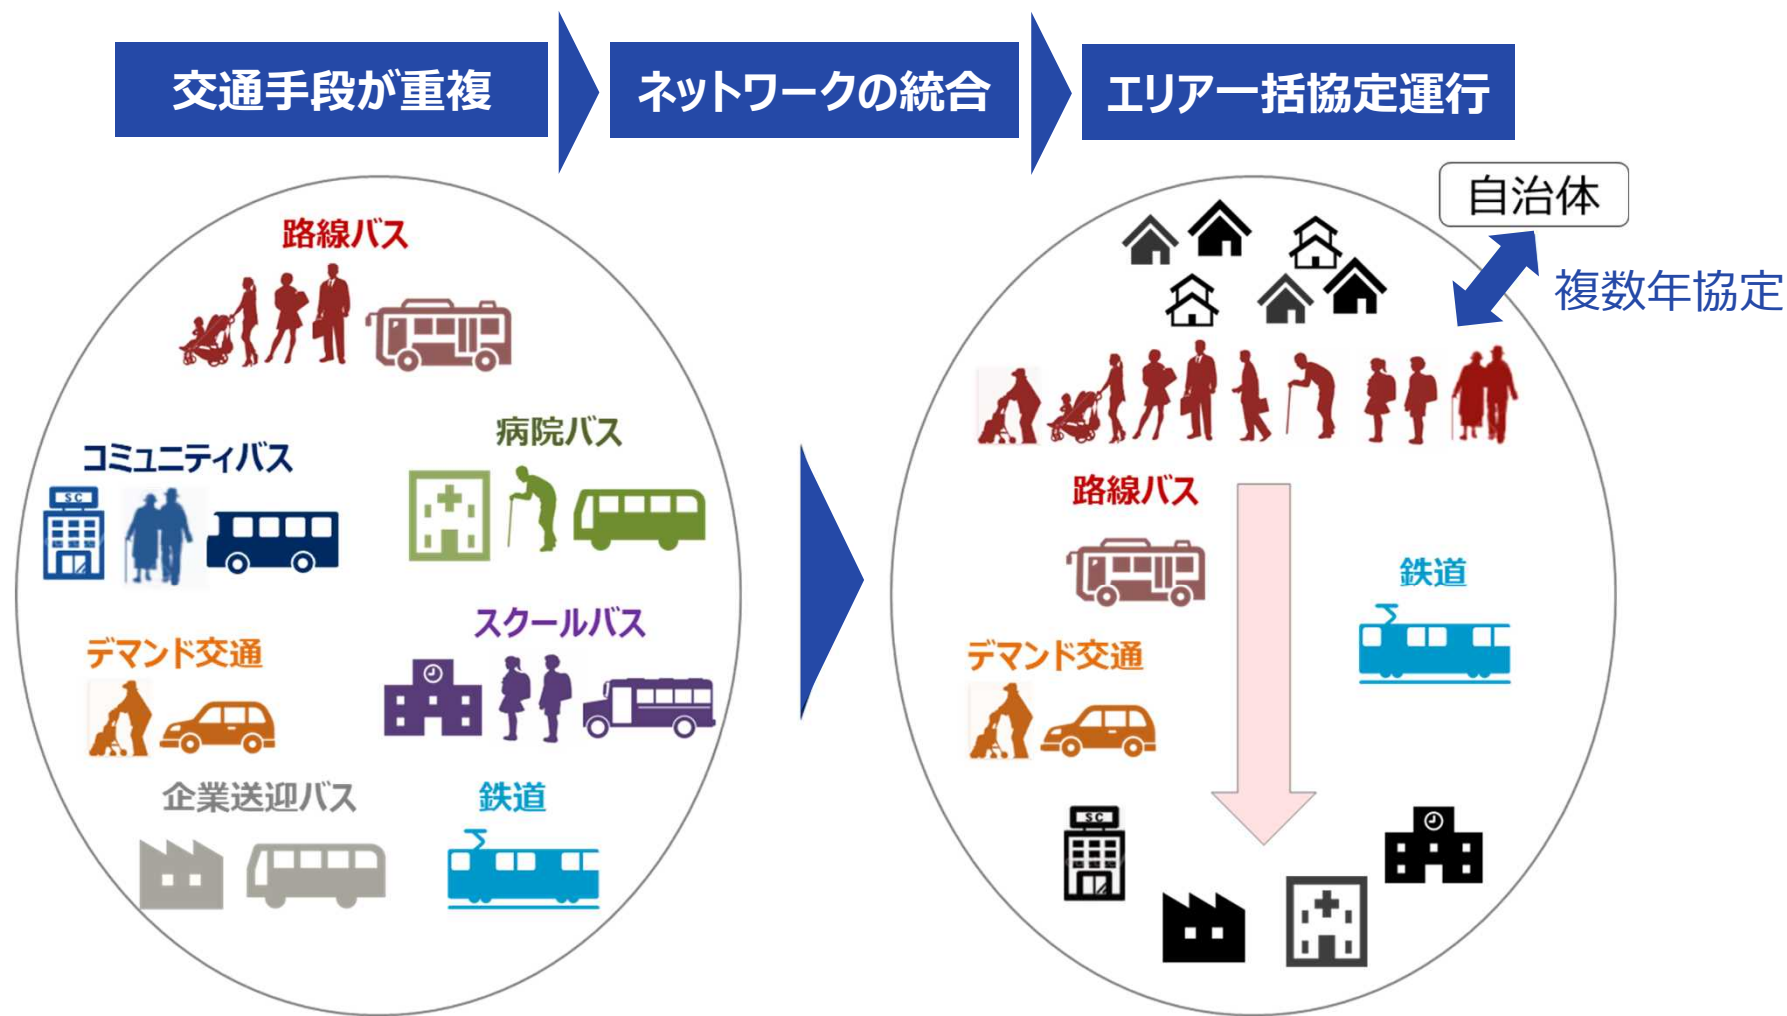 交通手段が重複
ネットワークの統合
エリア一括協定運行
路線バス
コミュニティバス
SC
病院バス
デマンド交通
スクールバス
企業送迎バス
鉄道
自治体
複数年協定
路線バス
鉄道
デマンド交通
SC